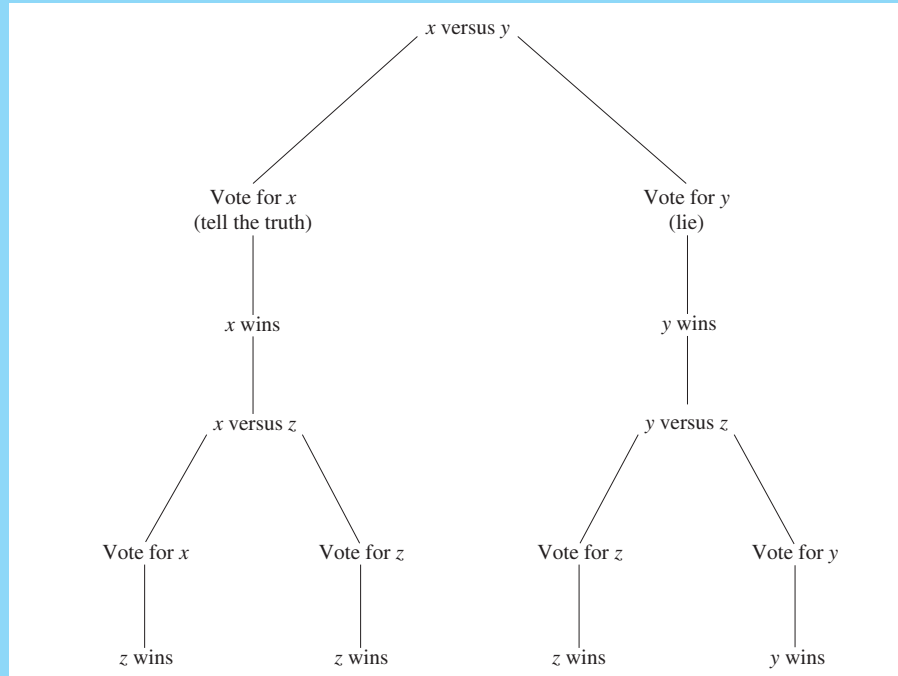 x versus y
Vote for x
(tell the truth)
Vote for y
(lie)
x wins
y wins
x versus z
y versus z
Vote for x
Vote for z
Vote for z
Vote for y
z wins
z wins
z wins
y wins